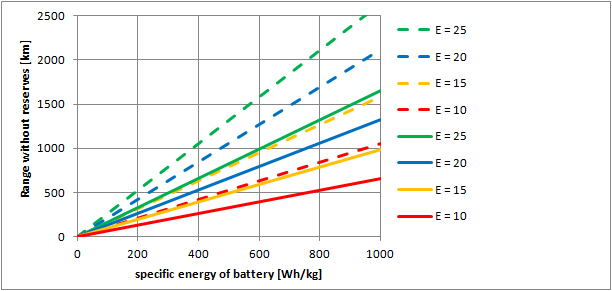 2500
2000
1500
1000
500
0
Range without reserves [km]
0 200 400 600 800 1000
specific energy of battery [Wh/kg]
E = 25
E = 20
E = 15
E = 10
E = 25
E = 20
E = 15
E = 10